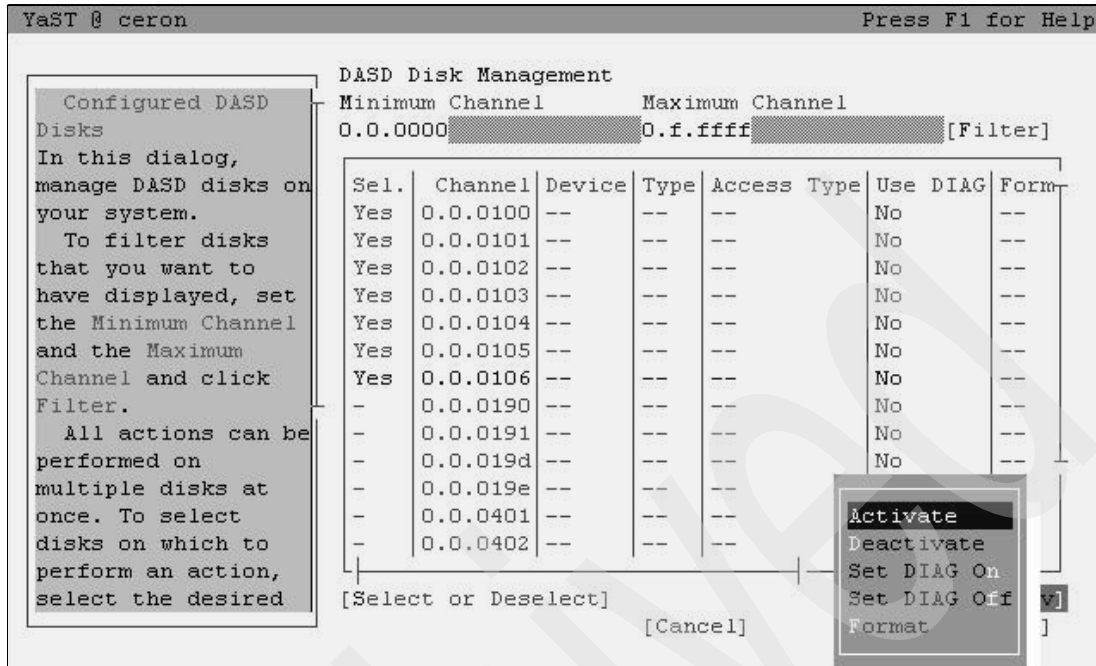 YaST @ ceron Press F1 for Help
Configured DASD
Disks
In this dialog,
manage DASD disks on
your system.
To filter disks
that you want to
have displayed, set
the Minimum Channel
and the Maximum
Channel and click
Filter.
All actions can be
performed on
multiple disks at
once. To select
disks on which to
perform an action,
select the desired
DASD Disk Management
Minimum Channel Maximum Channel
0.0.0000 0.f.ffff [Filter]
Sel. Channel Device Type Access Type Use DIAG Form
Yes 0.0.0100 -- -- -- No --
Yes 0.0.0101 -- -- -- No --
Yes 0.0.0102 -- -- -- No --
Yes 0.0.0103 -- -- -- No --
Yes 0.0.0104 -- -- -- No --
Yes 0.0.0105 -- -- -- No --
Yes 0.0.0106 -- -- -- No --
- 0.0.0190 -- -- -- No --
- 0.0.0191 -- -- -- No --
- 0.0.019d -- -- -- No --
- 0.0.019e -- -- --
- 0.0.0401 -- -- --
- 0.0.0402 -- -- --
Activate
Deactivate
Set DIAG On
Set DIAG Off
Format
[Select or Deselect] v]
[Cancel] ]